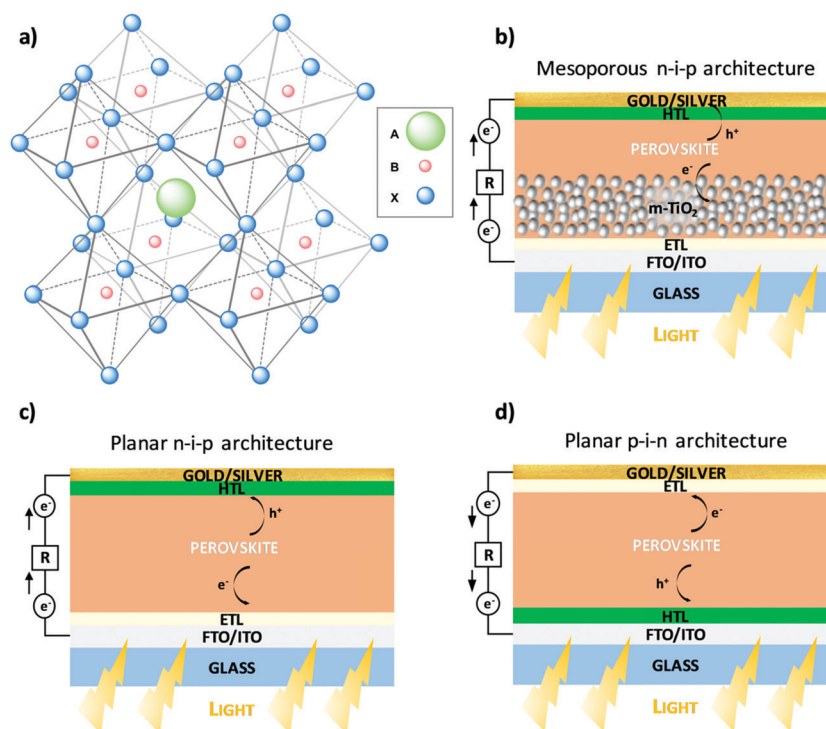 a)
A
B
X
b)
Mesoporous n-i-p architecture
GOLD/SILVER
HTL
h⁺
PEROVSKITE
e⁻
m-TiO₂
ETL
FTO/ITO
GLASS
LIGHT
e⁻
R
e⁻
c)
Planar n-i-p architecture
GOLD/SILVER
HTL
h⁺
PEROVSKITE
e⁻
ETL
FTO/ITO
GLASS
LIGHT
e⁻
R
e⁻
d)
Planar p-i-n architecture
GOLD/SILVER
ETL
e⁻
PEROVSKITE
h⁺
HTL
FTO/ITO
GLASS
LIGHT
e⁻
R
e⁻